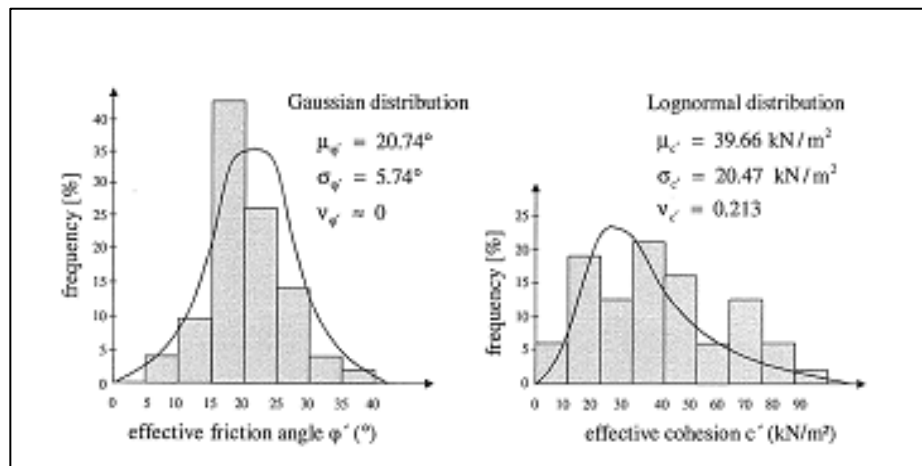 Gaussian distribution
μφ´ = 20.74°
σφ´ = 5.74°
νφ´ ≈ 0
frequency [%]
40
35
30
25
20
15
10
5
0
0 5 10 15 20 25 30 35 40
effective friction angle φ´ (°)
Lognormal distribution
μc´ = 39.66 kN/m²
σc´ = 20.47 kN/m²
νc´ = 0.213
frequency [%]
25
20
15
10
5
0
0 10 20 30 40 50 60 70 80 90
effective cohesion c´ (kN/m²)